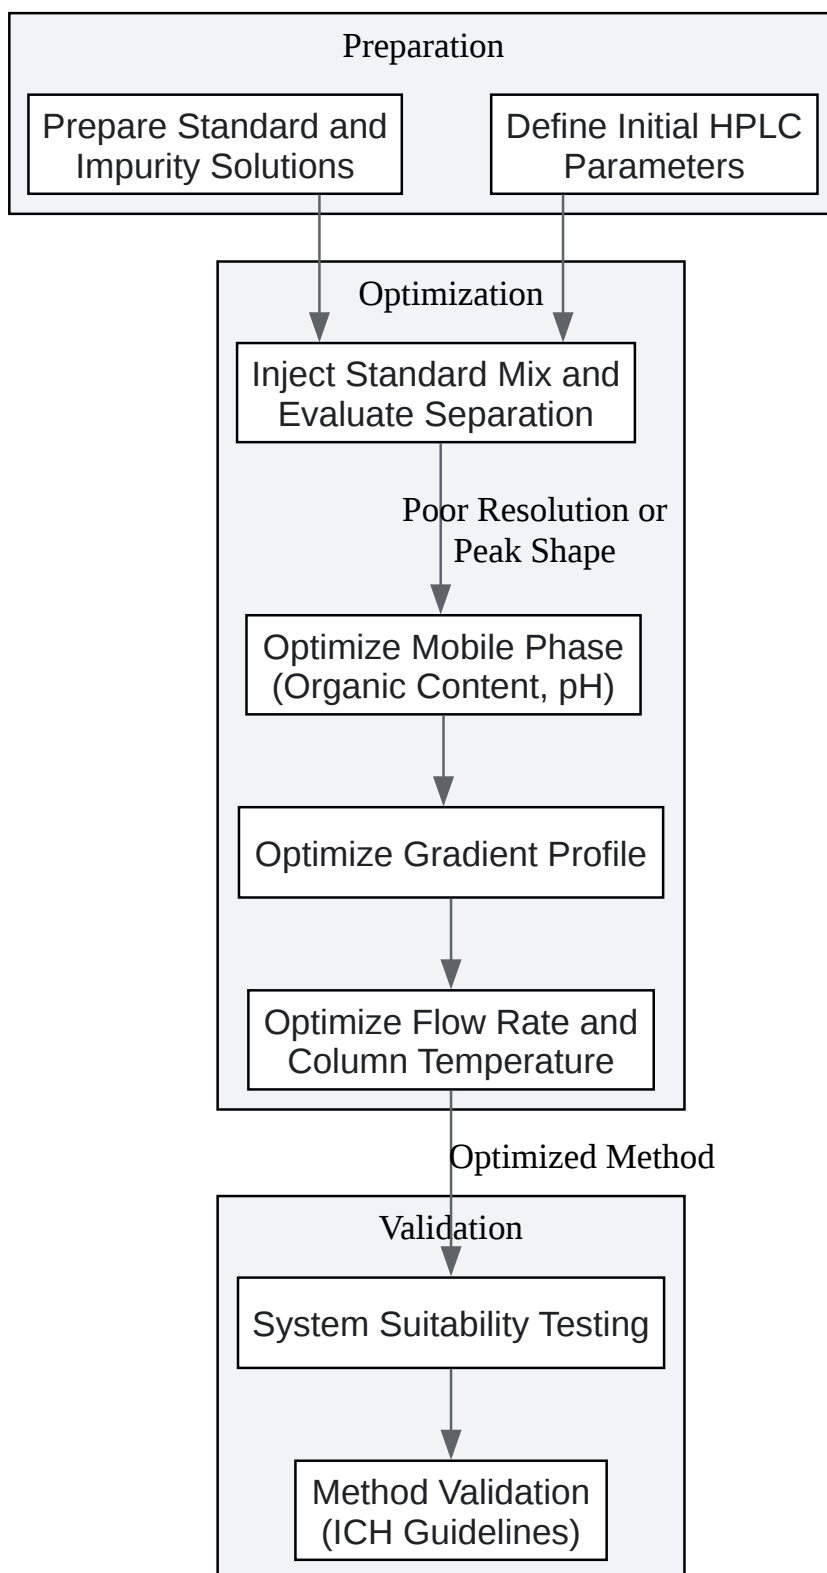 Preparation
Prepare Standard and
Impurity Solutions
Define Initial HPLC
Parameters
Optimization
Inject Standard Mix and
Evaluate Separation
Poor Resolution or
Peak Shape
Optimize Mobile Phase
(Organic Content, pH)
Optimize Gradient Profile
Optimize Flow Rate and
Column Temperature
Optimized Method
Validation
System Suitability Testing
Method Validation
(ICH Guidelines)